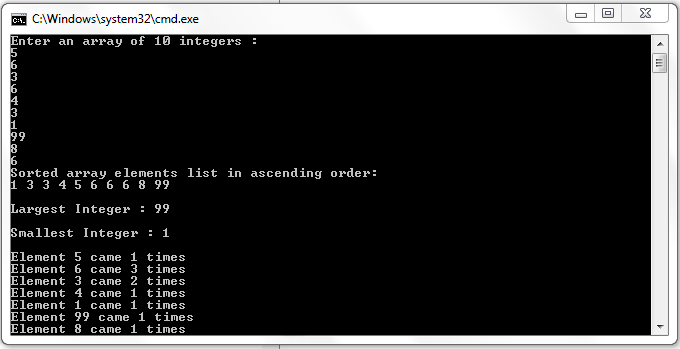 C:\Windows\system32\cmd.exe
Enter an array of 10 integers :
5
6
3
6
4
3
1
99
8
6
Sorted array elements list in ascending order:
1 3 3 4 5 6 6 6 8 99
Largest Integer : 99
Smallest Integer : 1
Element 5 came 1 times
Element 6 came 3 times
Element 3 came 2 times
Element 4 came 1 times
Element 1 came 1 times
Element 99 came 1 times
Element 8 came 1 times